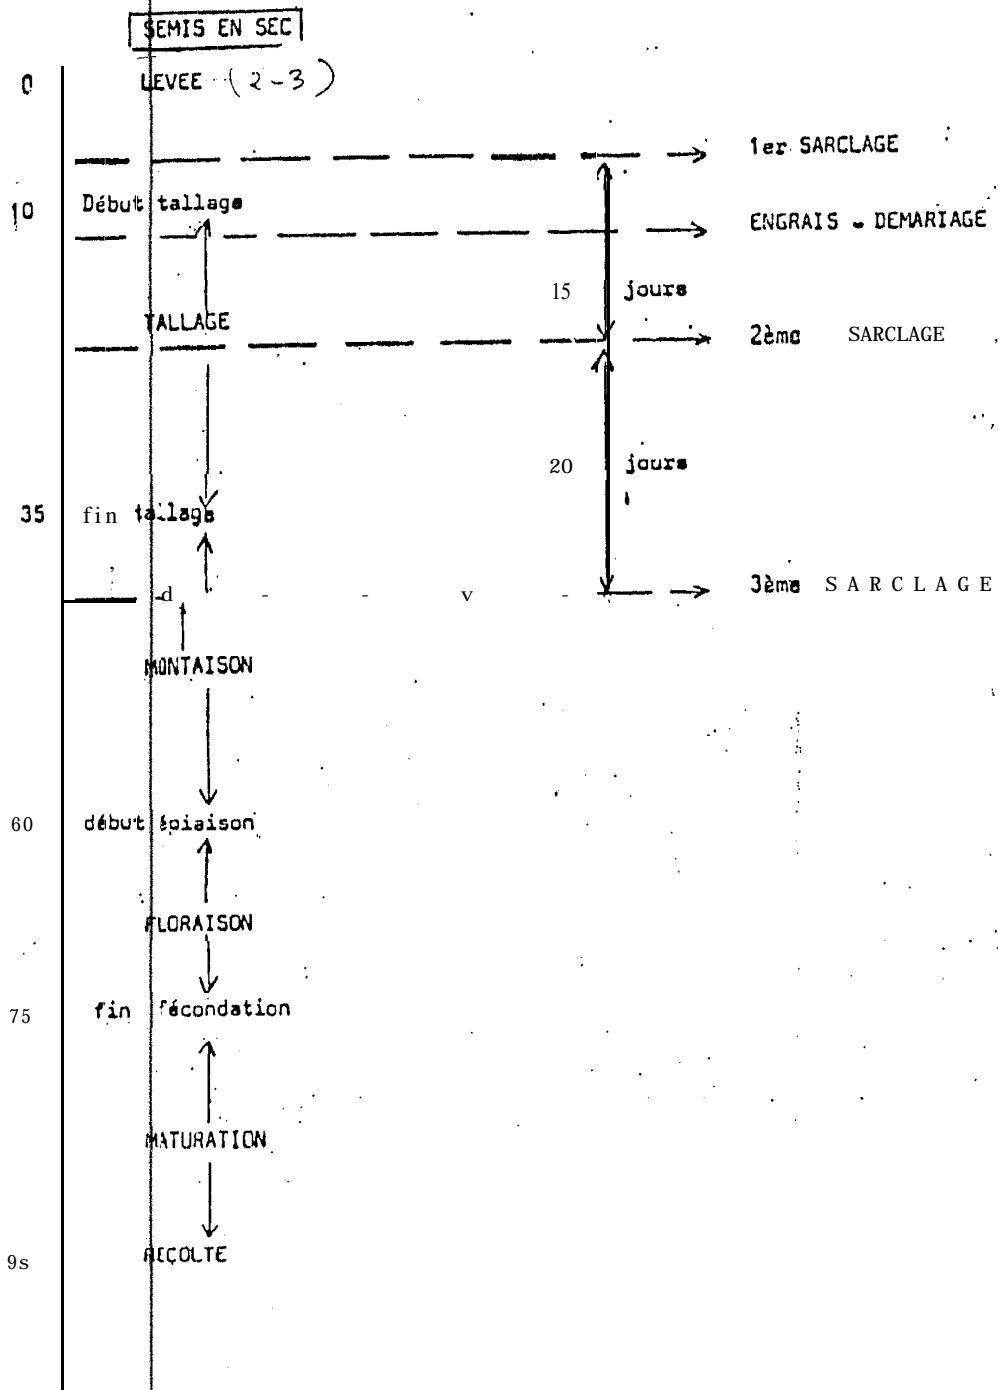 SEMIS EN SEC
0 LEVEE (2-3)
1er SARCLAGE
10 Début tallage
ENGRAIS - DEMARIAGE
15 jours
TALLAGE
2ème SARCLAGE
20 jours
35 fin tallage
d - - v -
3ème SARCLAGE
MONTAISON
60 début épiaison
FLORAISON
75 fin fécondation
MATURATION
9s RECOLTE